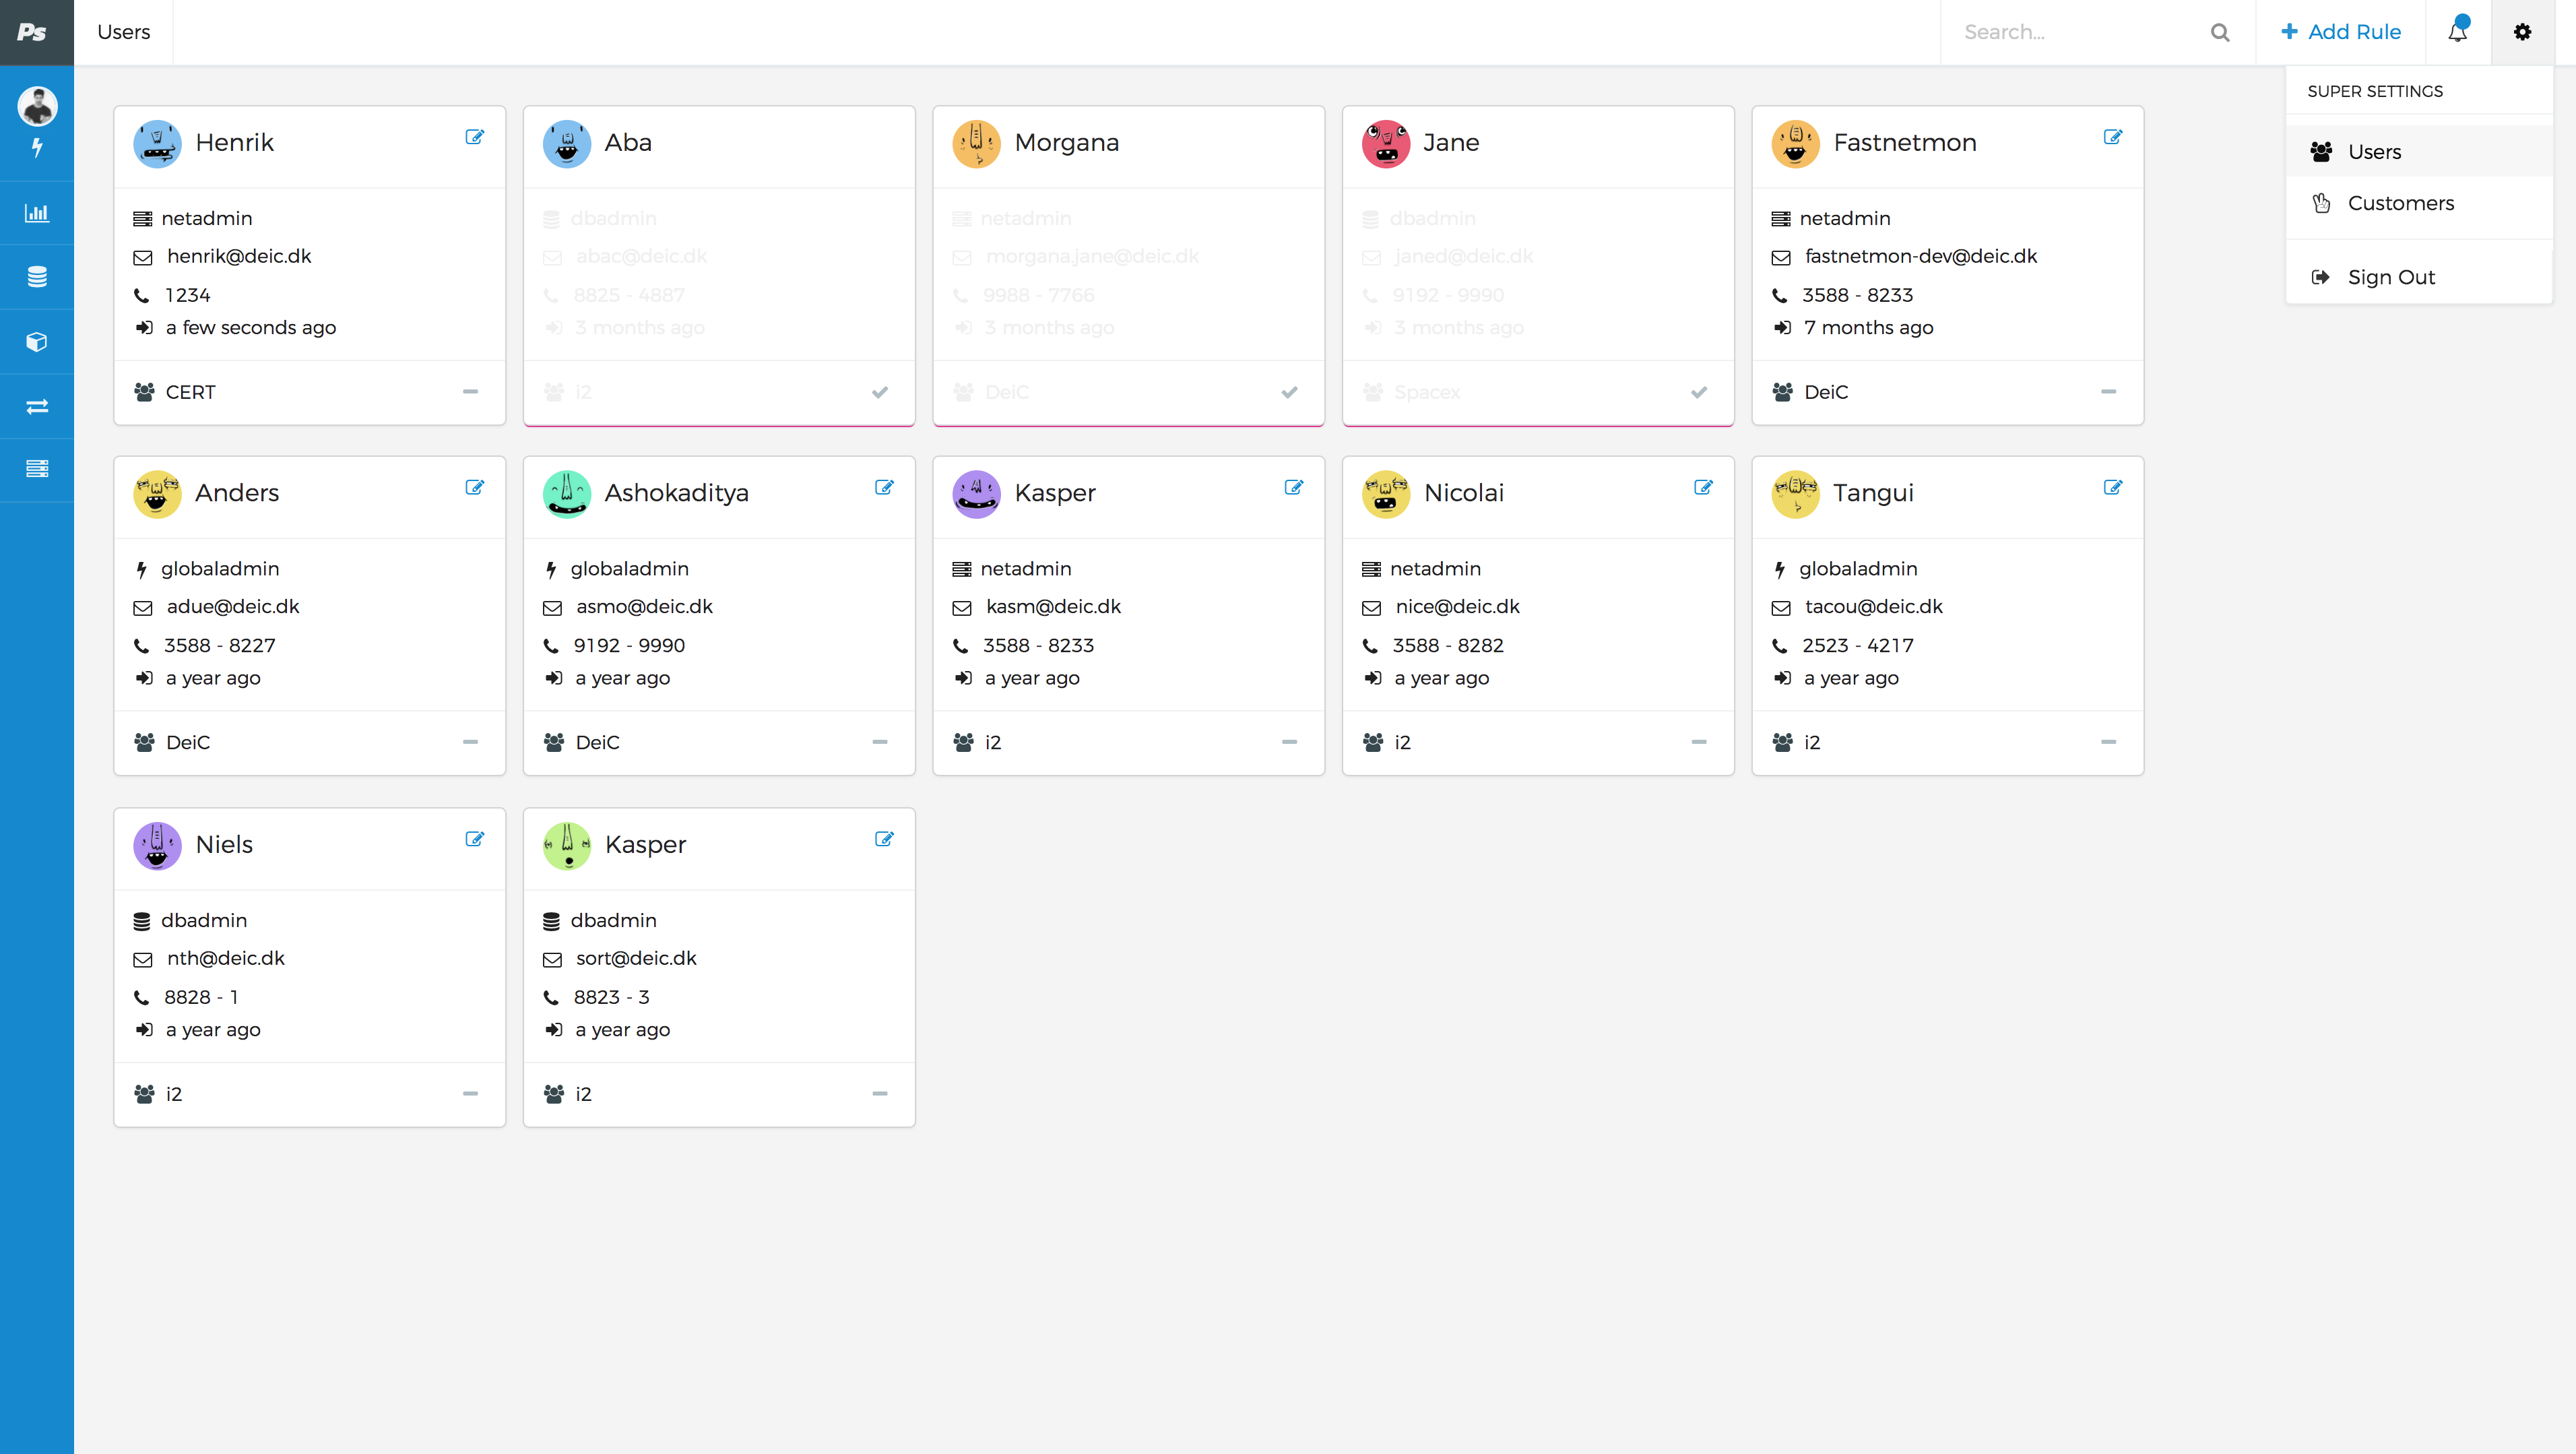 Ps
Users
Search...
Add Rule
SUPER SETTINGS
Users
Customers
Sign Out
Henrik
netadmin
henrik@deic.dk
1234
a few seconds ago
CERT
Aba
dbadmin
abac@deic.dk
8825 - 4887
3 months ago
i2
Morgana
netadmin
morgana.jane@deic.dk
9988 - 7766
3 months ago
DeiC
Jane
dbadmin
janed@deic.dk
9192 - 9990
3 months ago
Spacex
Fastnetmon
netadmin
fastnetmon-dev@deic.dk
3588 - 8233
7 months ago
DeiC
Anders
globaladmin
adue@deic.dk
3588 - 8227
a year ago
DeiC
Ashokaditya
globaladmin
asmo@deic.dk
9192 - 9990
a year ago
DeiC
Kasper
netadmin
kasm@deic.dk
3588 - 8233
a year ago
i2
Nicolai
netadmin
nice@deic.dk
3588 - 8282
a year ago
i2
Tangui
globaladmin
tacou@deic.dk
2523 - 4217
a year ago
i2
Niels
dbadmin
nth@deic.dk
8828 - 1
a year ago
i2
Kasper
dbadmin
sort@deic.dk
8823 - 3
a year ago
i2